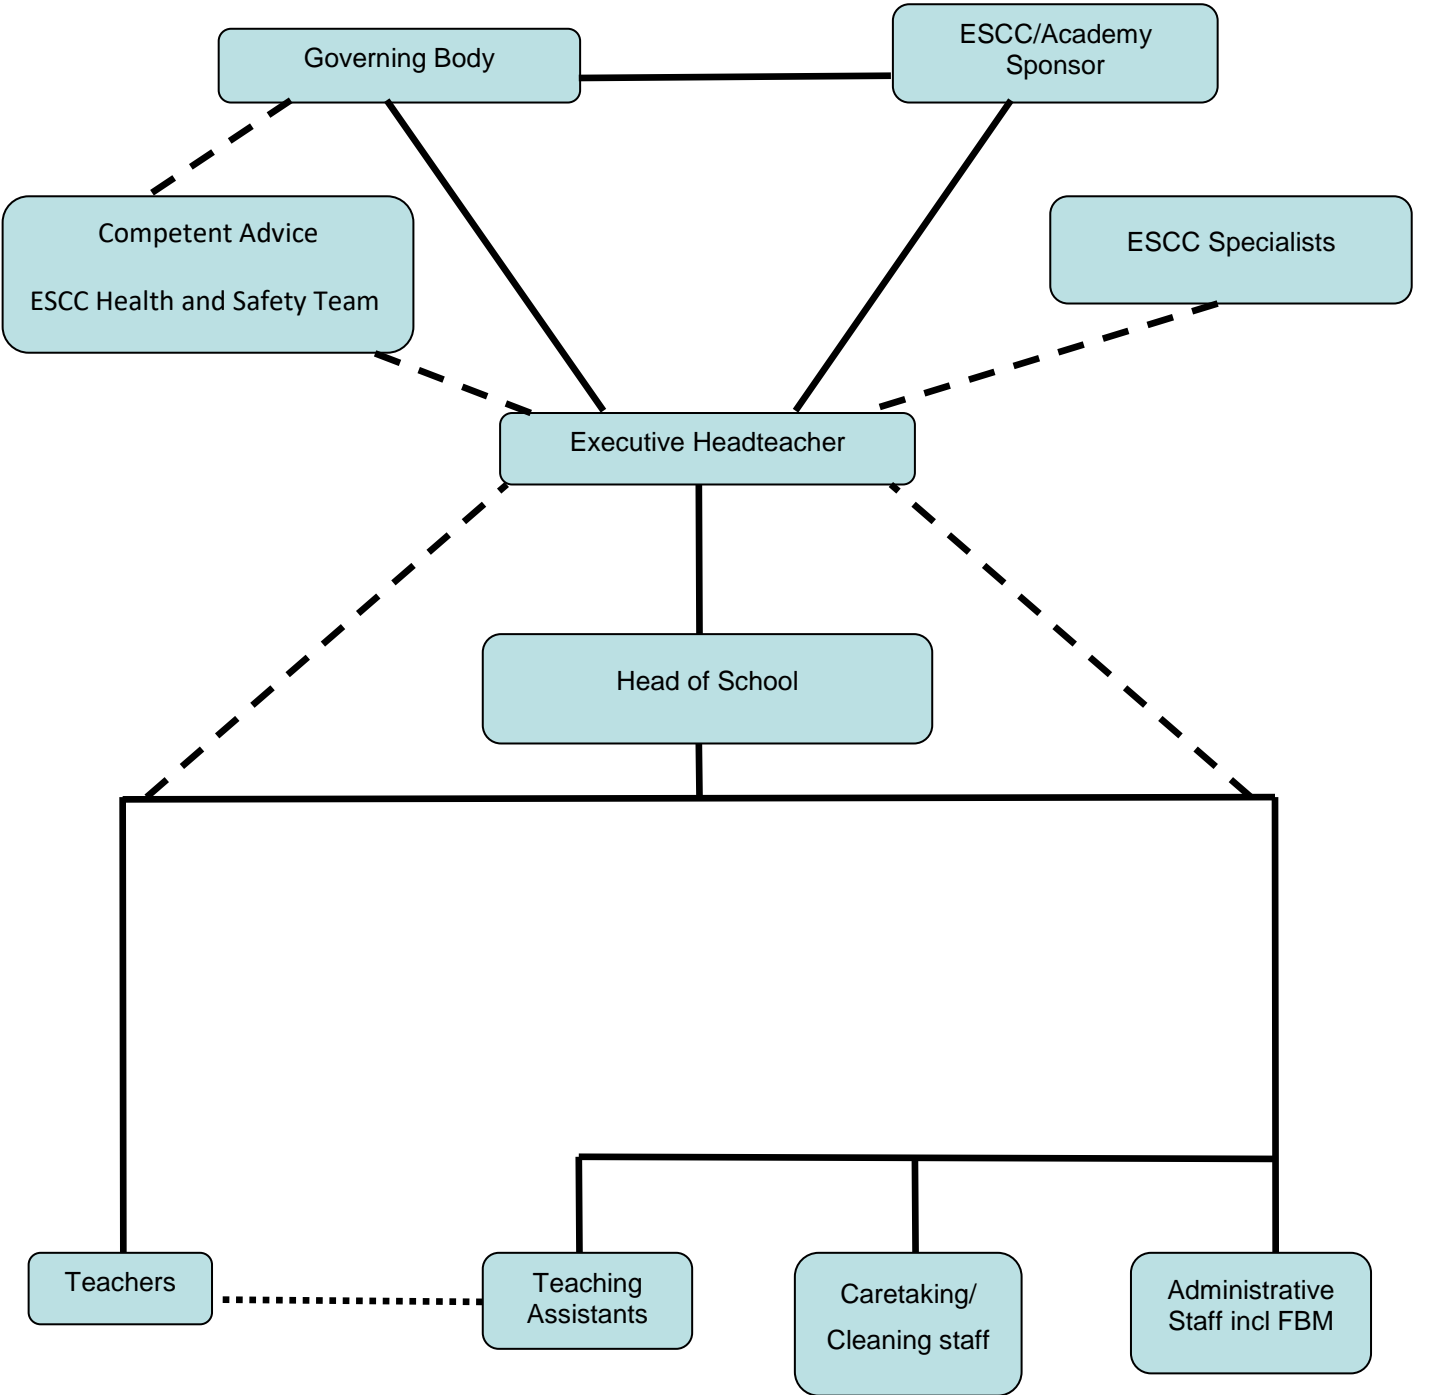 Governing Body
ESCC/Academy
Sponsor
Competent Advice
ESCC Health and Safety Team
ESCC Specialists
Executive Headteacher
Head of School
Teachers
Teaching
Assistants
Caretaking/
Cleaning staff
Administrative
Staff incl FBM